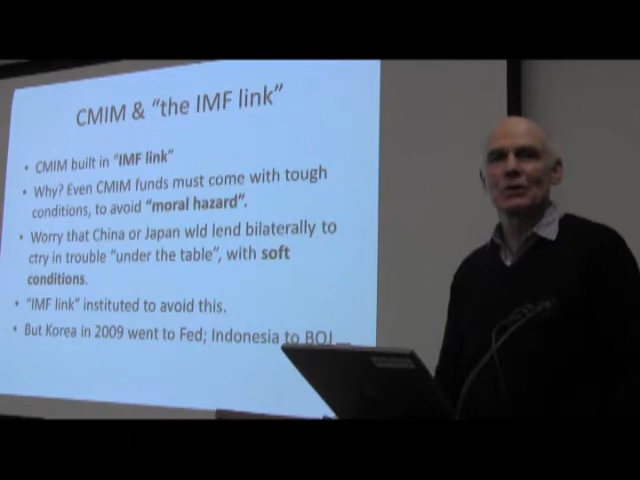 CMIM & “the IMF link”
• CMIM built in “IMF link”
• Why? Even CMIM funds must come with tough
conditions, to avoid “moral hazard”.
• Worry that China or Japan wld lend bilaterally to
ctry in trouble “under the table”, with soft
conditions.
• “IMF link” instituted to avoid this.
• But Korea in 2009 went to Fed; Indonesia to BOJ